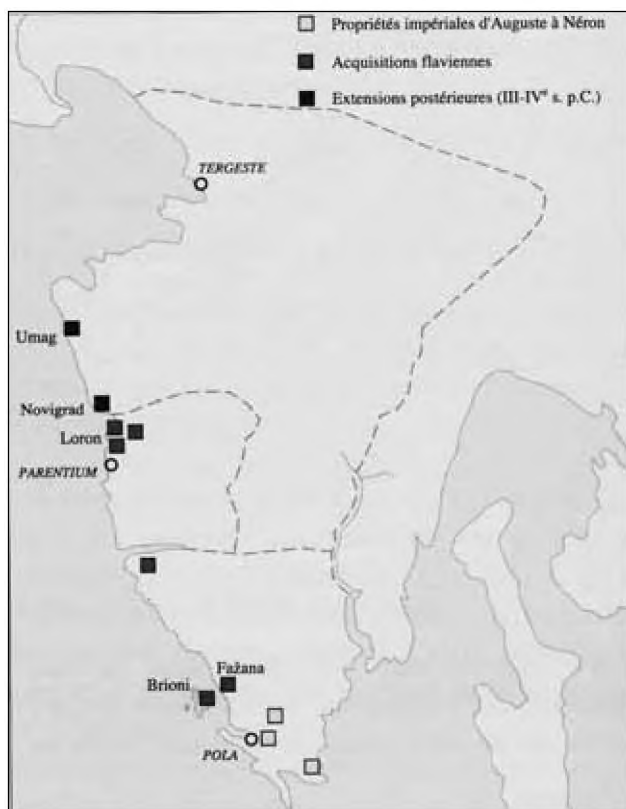 Propriétés impériales d'Auguste à Néron
Acquisitions flaviennes
Extensions postérieures (III-IVe s. p.C.)
TERGESTE
Umag
Novigrad
Loron
PARENTIUM
Fažana
Brioni
POLA